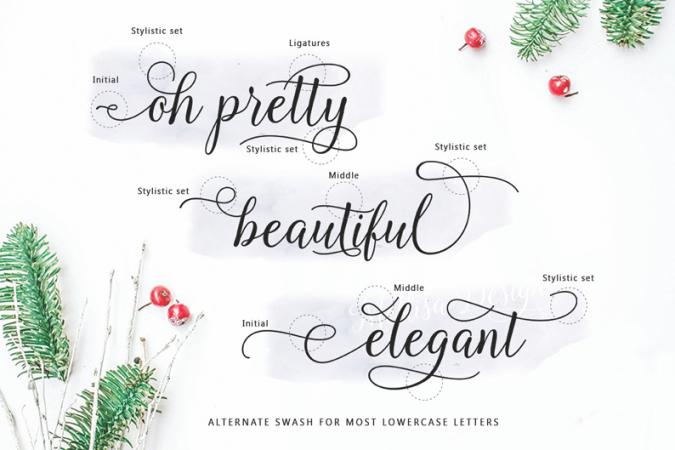 Stylistic set
Ligatures
Initial
oh pretty
Stylistic set
Stylistic set
Middle
Stylistic set
beautiful
Stylistic set
Middle
Initial
elegant
ALTERNATE SWASH FOR MOST LOWERCASE LETTERS